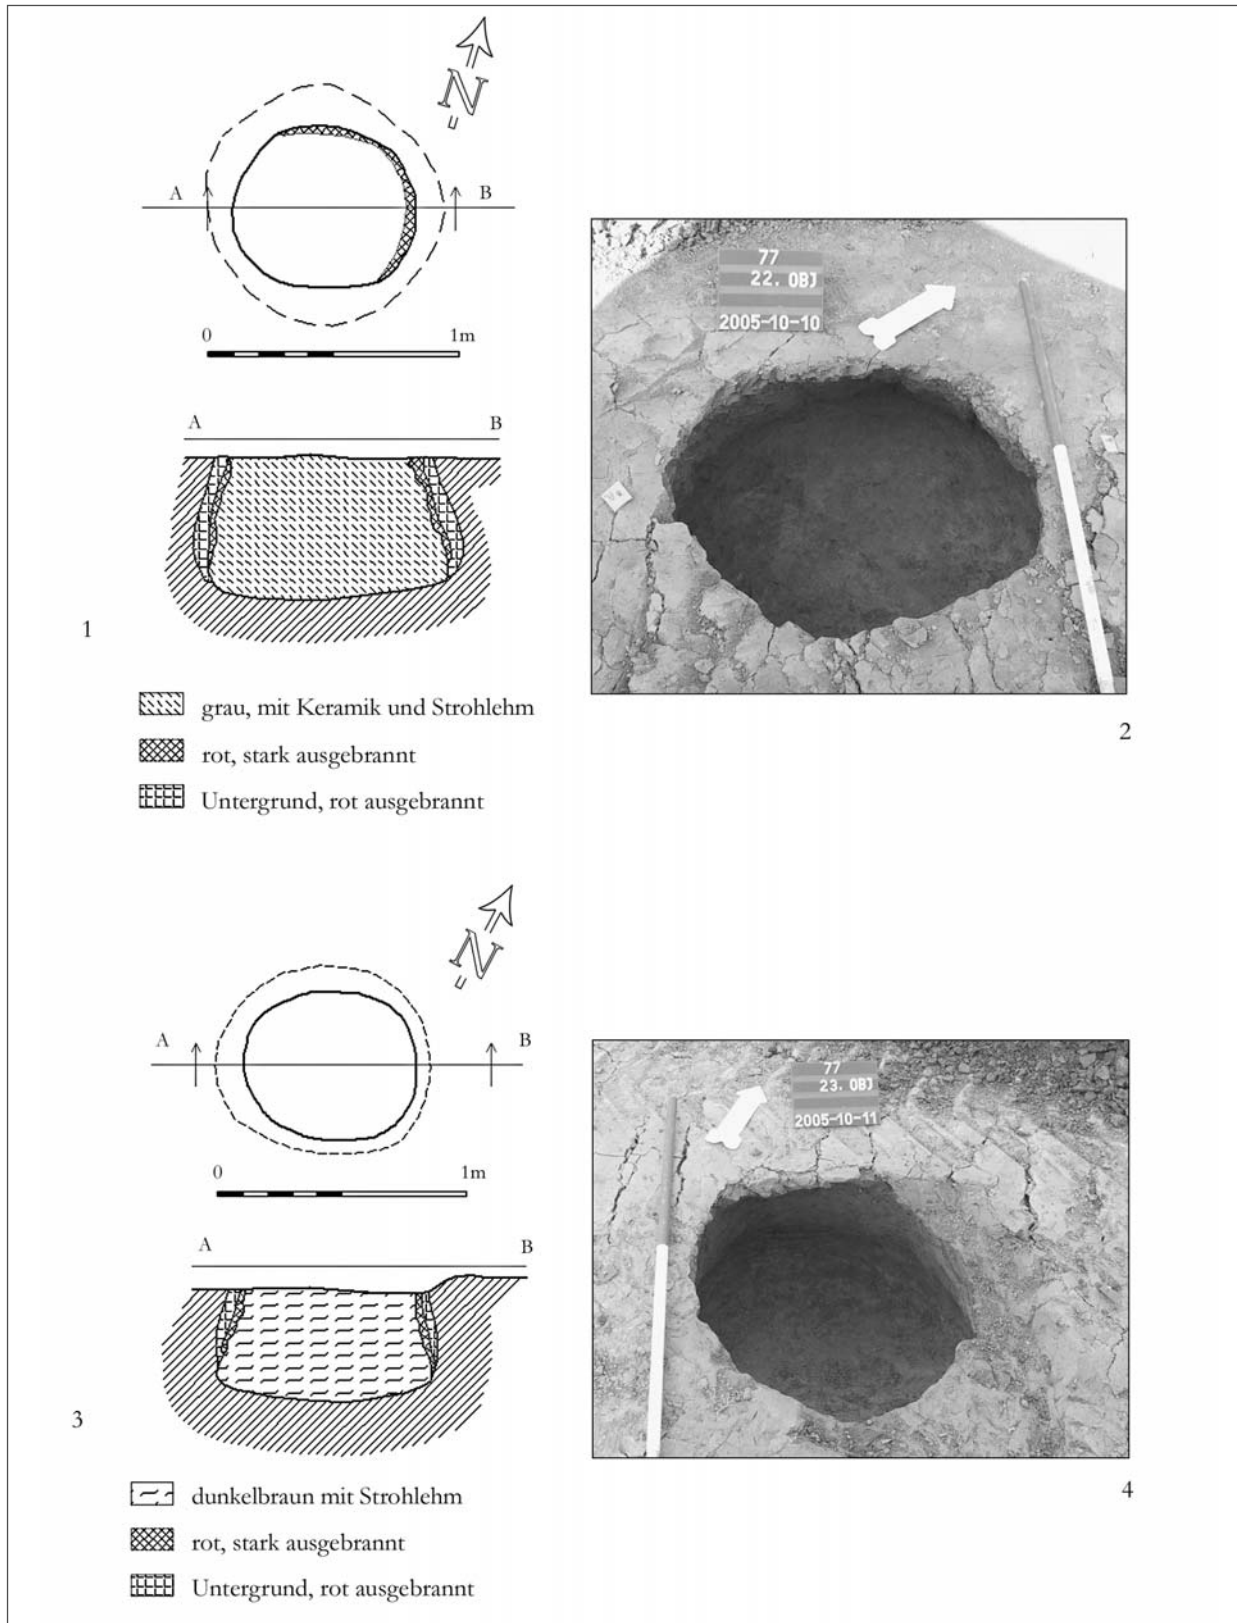 N
A
B
0
1m
A
B
1
grau, mit Keramik und Strohlehm
rot, stark ausgebrannt
Untergrund, rot ausgebrannt
77
22. OBJ
2005-10-10
2
N
A
B
0
1m
A
B
3
dunkelbraun mit Strohlehm
rot, stark ausgebrannt
Untergrund, rot ausgebrannt
77
23. OBJ
2005-10-11
4